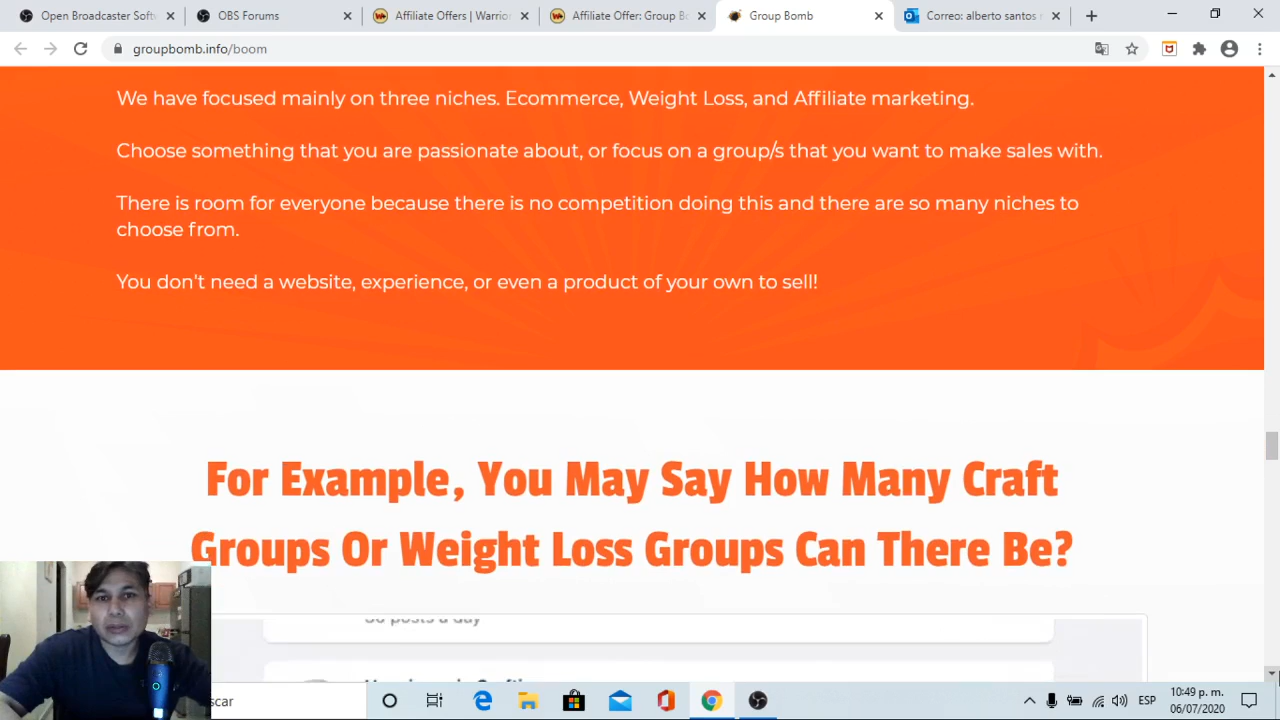 Open Broadcaster Softw
OBS Forums
Affiliate Offers | Warrior
Affiliate Offer: Group Bo
Group Bomb
Correo: alberto santos
groupbomb.info/boom
We have focused mainly on three niches. Ecommerce, Weight Loss, and Affiliate marketing.
Choose something that you are passionate about, or focus on a group/s that you want to make sales with.
There is room for everyone because there is no competition doing this and there are so many niches to
choose from.
You don't need a website, experience, or even a product of your own to sell!
For Example, You May Say How Many Craft
Groups Or Weight Loss Groups Can There Be?
30 posts a day
scar
ESP
10:49 p. m.
06/07/2020